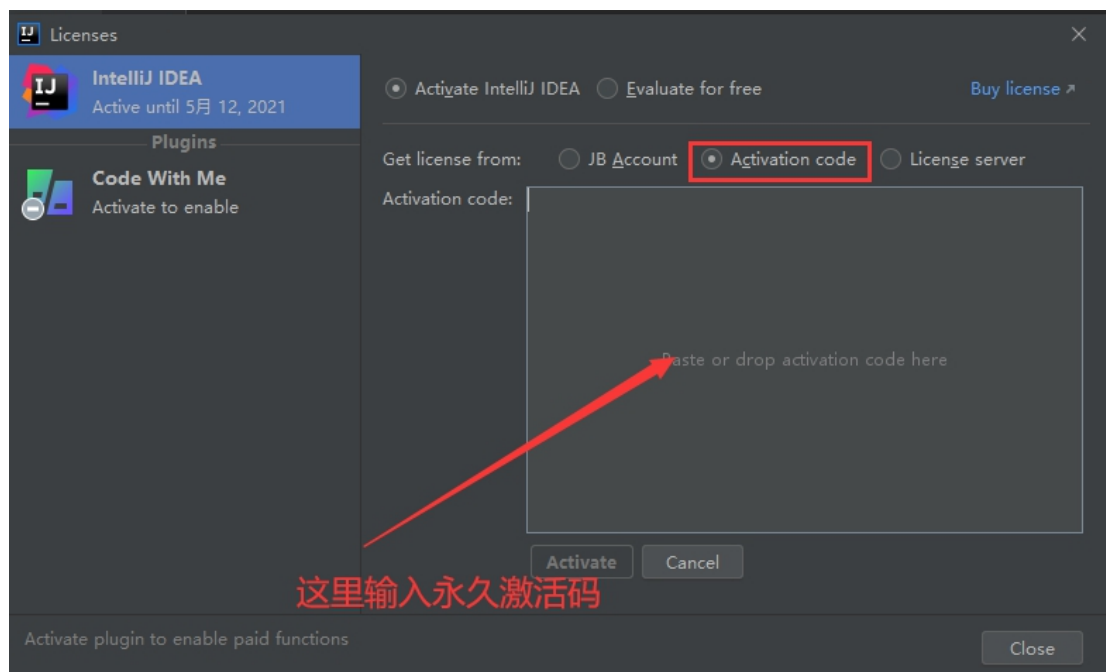 IJ Licenses
IJ
IntelliJ IDEA
Active until 5月 12, 2021
Plugins
Code With Me
Activate to enable
Activate IntelliJ IDEA Evaluate for free Buy license ↗
Get license from: JB Account Activation code License server
Activation code:
Paste or drop activation code here
Activate Cancel
这里输入永久激活码
Activate plugin to enable paid functions
Close